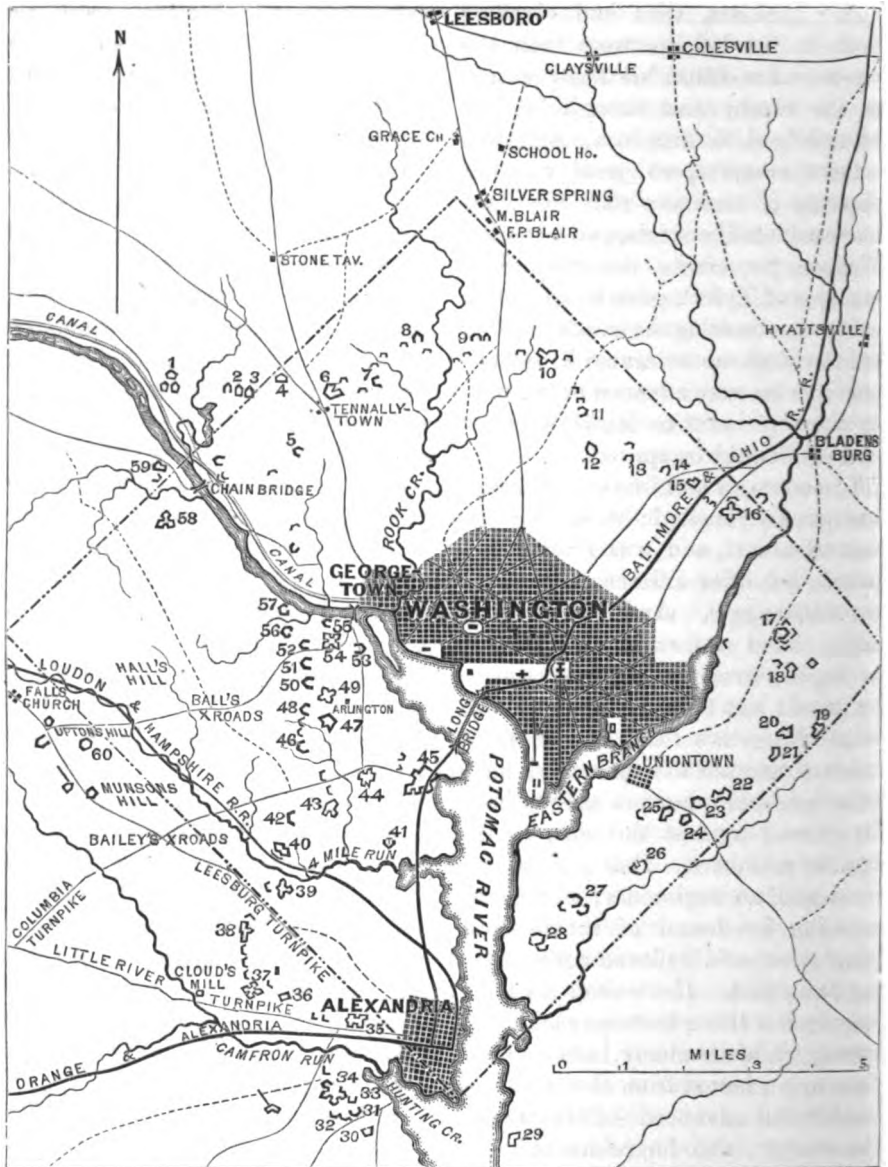 LEESBORO'
COLESVILLE
CLAYSVILLE
N
GRACE CH
SCHOOL HO.
SILVER SPRING
M. BLAIR
F.P. BLAIR
STONE TAV.
CANAL
HYATTSVILLE
1
2
3
4
5
6
7
8
9
10
TENNALLY-
TOWN
11
12
13
14
15
16
BALTIMORE & OHIO R.R.
BLADENS
BURG
59
CHAIN BRIDGE
58
ROOK CR.
CANAL
GEORGE-
TOWN
WASHINGTON
57
56
55
54
53
52
51
50
49
48
47
46
ARLINGTON
17
18
19
20
21
LOUDON & HAMPSHIRE R.R.
HALL'S
HILL
FALLS
CHURCH
BALL'S
XROADS
UPTONS HILL
60
MUNSONS
HILL
LONG
BRIDGE
POTOMAC RIVER
EASTERN BRANCH
UNIONTOWN
22
23
24
25
26
27
28
45
44
43
42
41
40
39
4 MILE RUN
BAILEY'S XROADS
LEESBURG TURNPIKE
COLUMBIA
TURNPIKE
38
37
36
35
LITTLE RIVER
TURNPIKE
CLOUD'S
MILL
ALEXANDRIA
ORANGE & ALEXANDRIA
CAMFRON RUN
HUNTING CR.
34
33
32
31
30
29
MILES
0 1 3 5